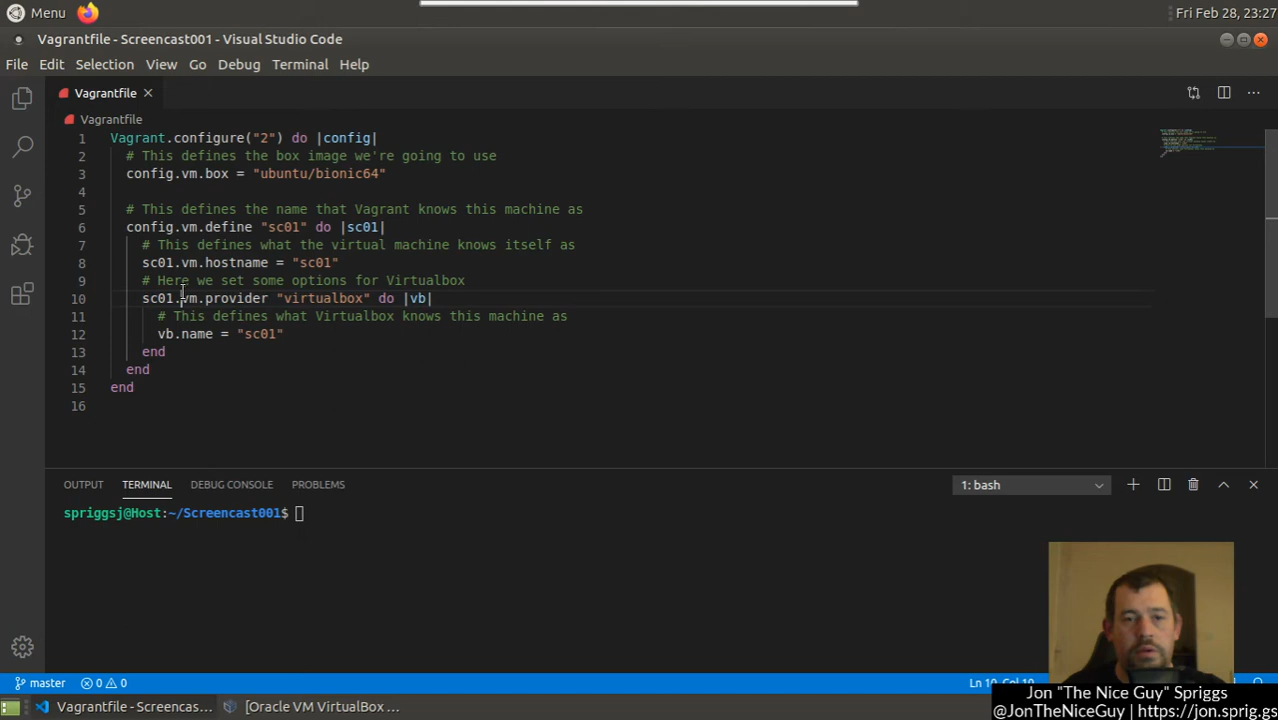 Menu
Fri Feb 28, 23:27
Vagrantfile - Screencast001 - Visual Studio Code
File Edit Selection View Go Debug Terminal Help
Vagrantfile
Vagrantfile
1 Vagrant.configure("2") do |config|
2 # This defines the box image we're going to use
3 config.vm.box = "ubuntu/bionic64"
4
5 # This defines the name that Vagrant knows this machine as
6 config.vm.define "sc01" do |sc01|
7 # This defines what the virtual machine knows itself as
8 sc01.vm.hostname = "sc01"
9 # Here we set some options for Virtualbox
10 sc01.vm.provider "virtualbox" do |vb|
11 # This defines what Virtualbox knows this machine as
12 vb.name = "sc01"
13 end
14 end
15 end
16
OUTPUT TERMINAL DEBUG CONSOLE PROBLEMS
1: bash
spriggsj@Host:~/Screencast001$
master 0 0
Ln 10, Col 10
Vagrantfile - Screencas...
[Oracle VM VirtualBox ...
Jon "The Nice Guy" Spriggs
@JonTheNiceGuy | https://jon.sprig.gs